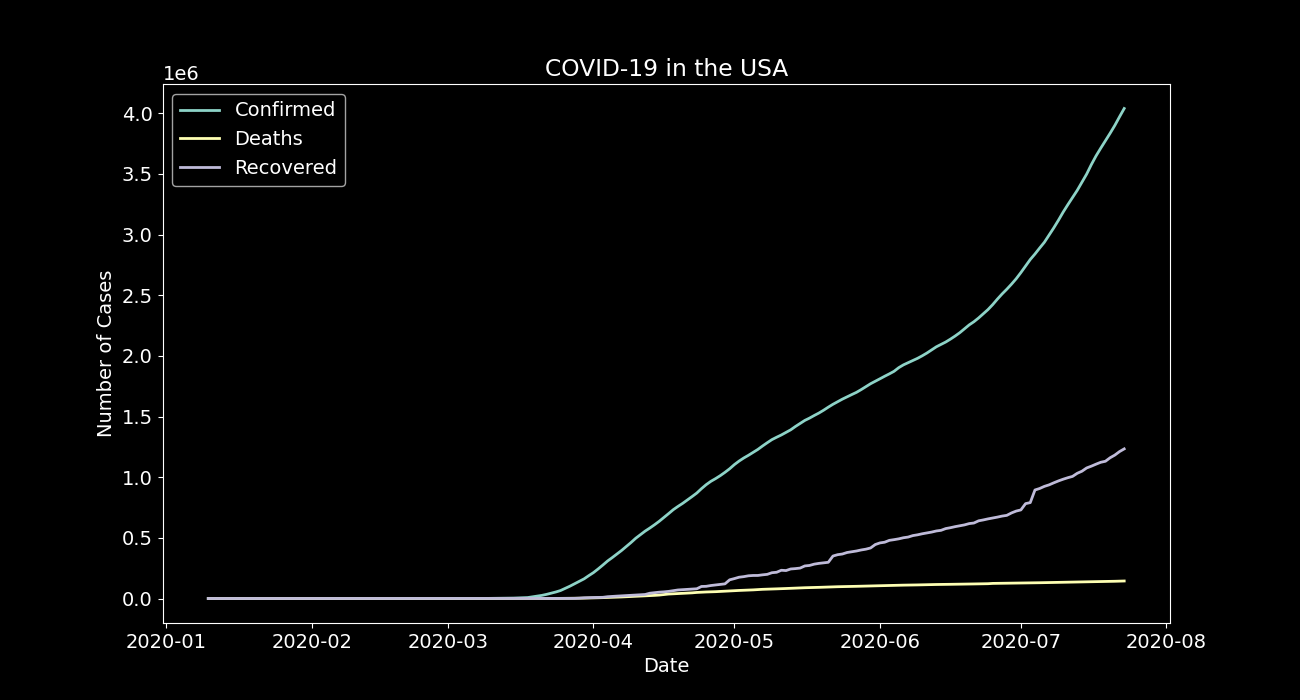 COVID-19 in the USA
1e6
Confirmed
Deaths
Recovered
4.0
3.5
3.0
2.5
2.0
1.5
1.0
0.5
0.0
Number of Cases
2020-01 2020-02 2020-03 2020-04 2020-05 2020-06 2020-07 2020-08
Date